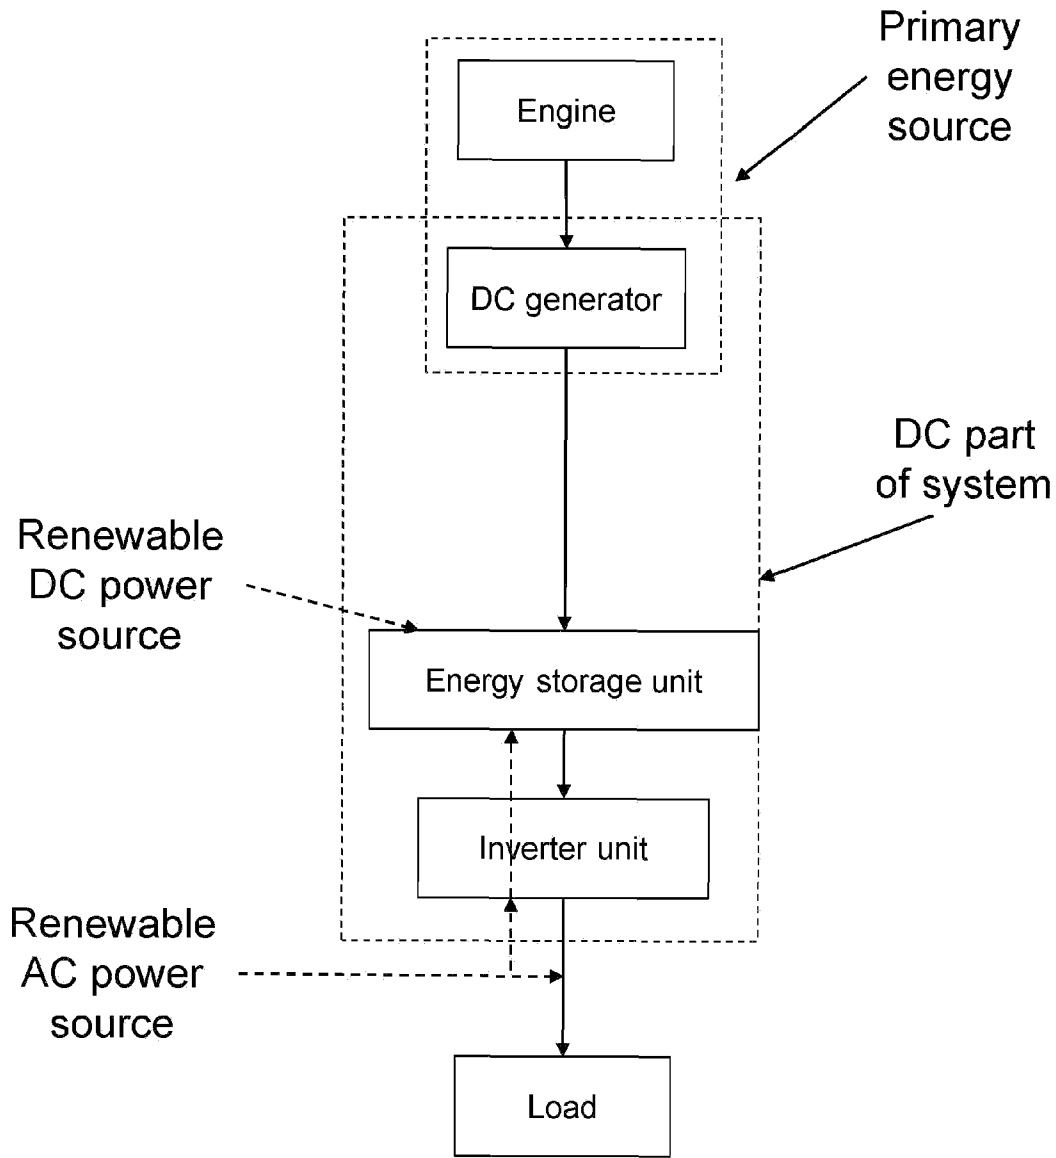 Primary
energy
source
Engine
DC generator
DC part
of system
Renewable
DC power
source
Energy storage unit
Inverter unit
Renewable
AC power
source
Load